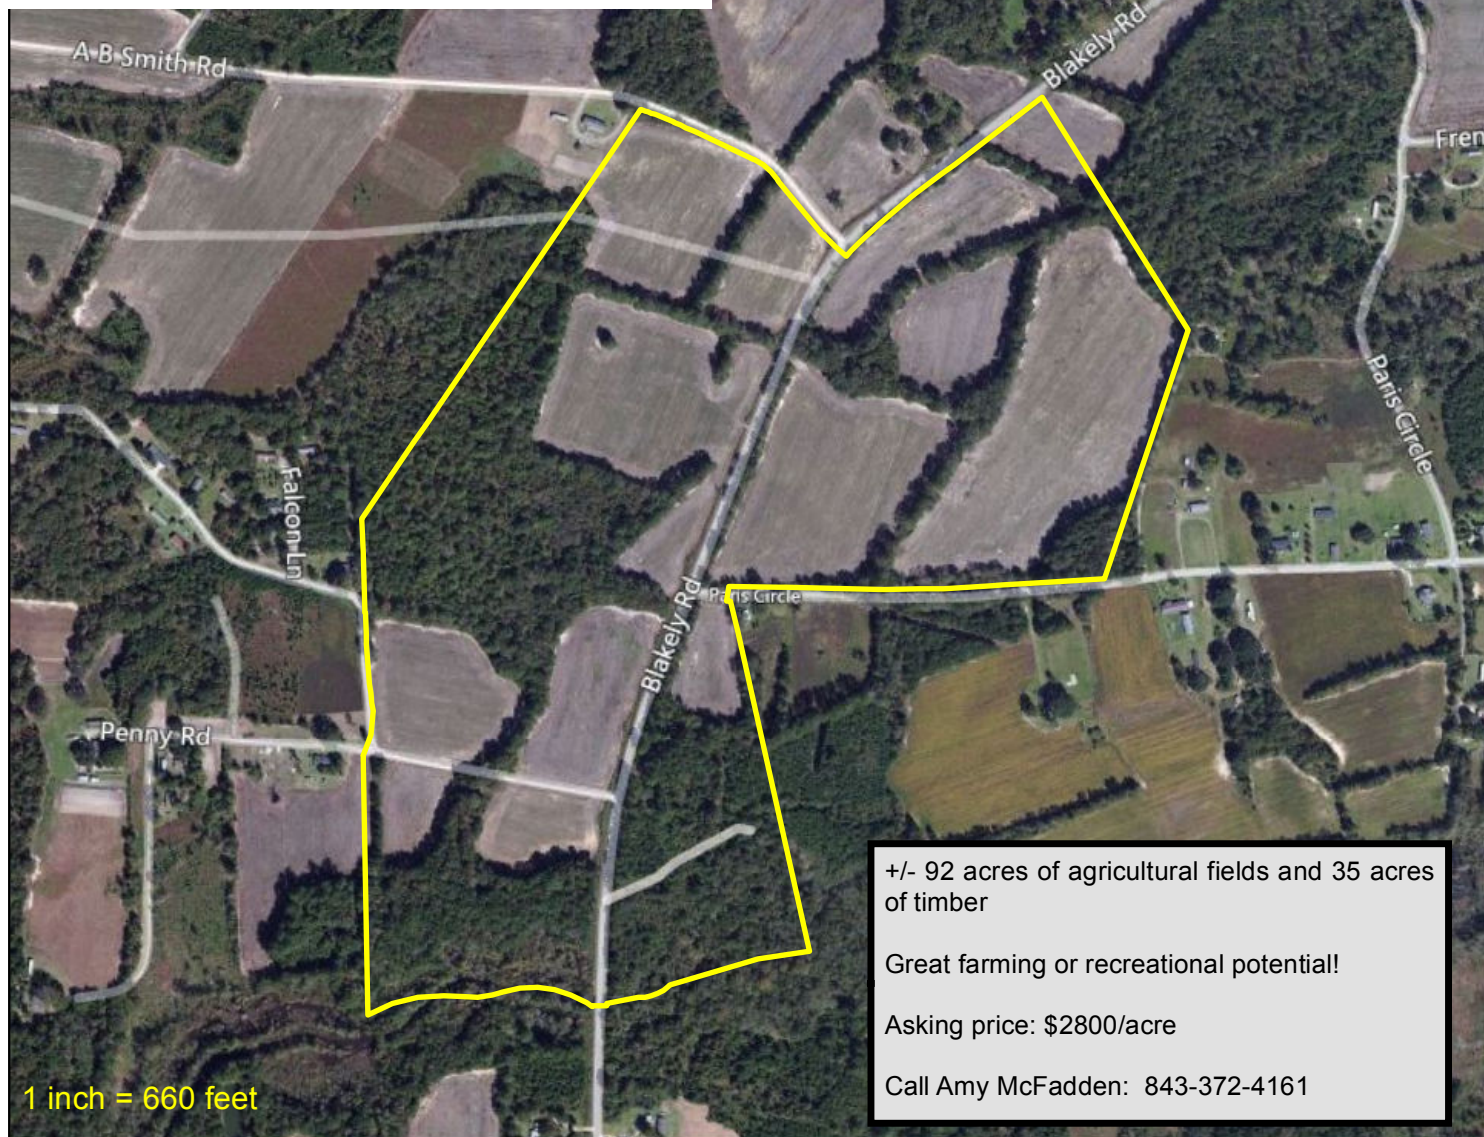 A B Smith Rd
Blakely Rd
Fren
Paris Circle
Falcon Ln
Paris Circle
Blakely Rd
Penny Rd
+/- 92 acres of agricultural fields and 35 acres
of timber
Great farming or recreational potential!
Asking price: $2800/acre
Call Amy McFadden: 843-372-4161
1 inch = 660 feet